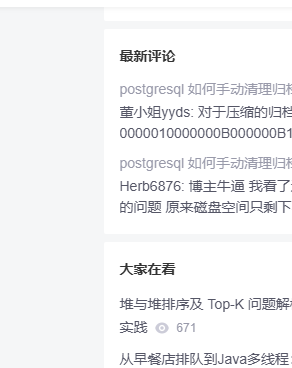 最新评论
postgresql 如何手动清理归档
董小姐yyds: 对于压缩的归档
0000010000000B000000B1
postgresql 如何手动清理归档
Herb6876: 博主牛逼 我看了
的问题 原来磁盘空间只剩下
大家在看
堆与堆排序及 Top-K 问题解析
实践 671
从早餐店排队到Java多线程